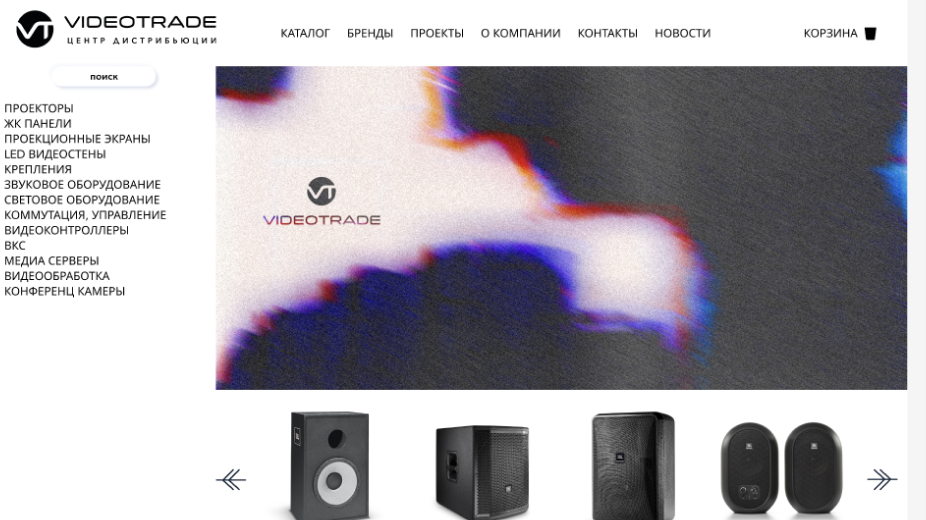 VIDEOTRADE
ЦЕНТР ДИСТРИБЬЮЦИИ
КАТАЛОГ БРЕНДЫ ПРОЕКТЫ О КОМПАНИИ КОНТАКТЫ НОВОСТИ КОРЗИНА
поиск
ПРОЕКТОРЫ
ЖК ПАНЕЛИ
ПРОЕКЦИОННЫЕ ЭКРАНЫ
LED ВИДЕОСТЕНЫ
КРЕПЛЕНИЯ
ЗВУКОВОЕ ОБОРУДОВАНИЕ
СВЕТОВОЕ ОБОРУДОВАНИЕ
КОММУТАЦИЯ, УПРАВЛЕНИЕ
ВИДЕОКОНТРОЛЛЕРЫ
ВКС
МЕДИА СЕРВЕРЫ
ВИДЕООБРАБОТКА
КОНФЕРЕНЦ КАМЕРЫ
VT
VIDEOTRADE